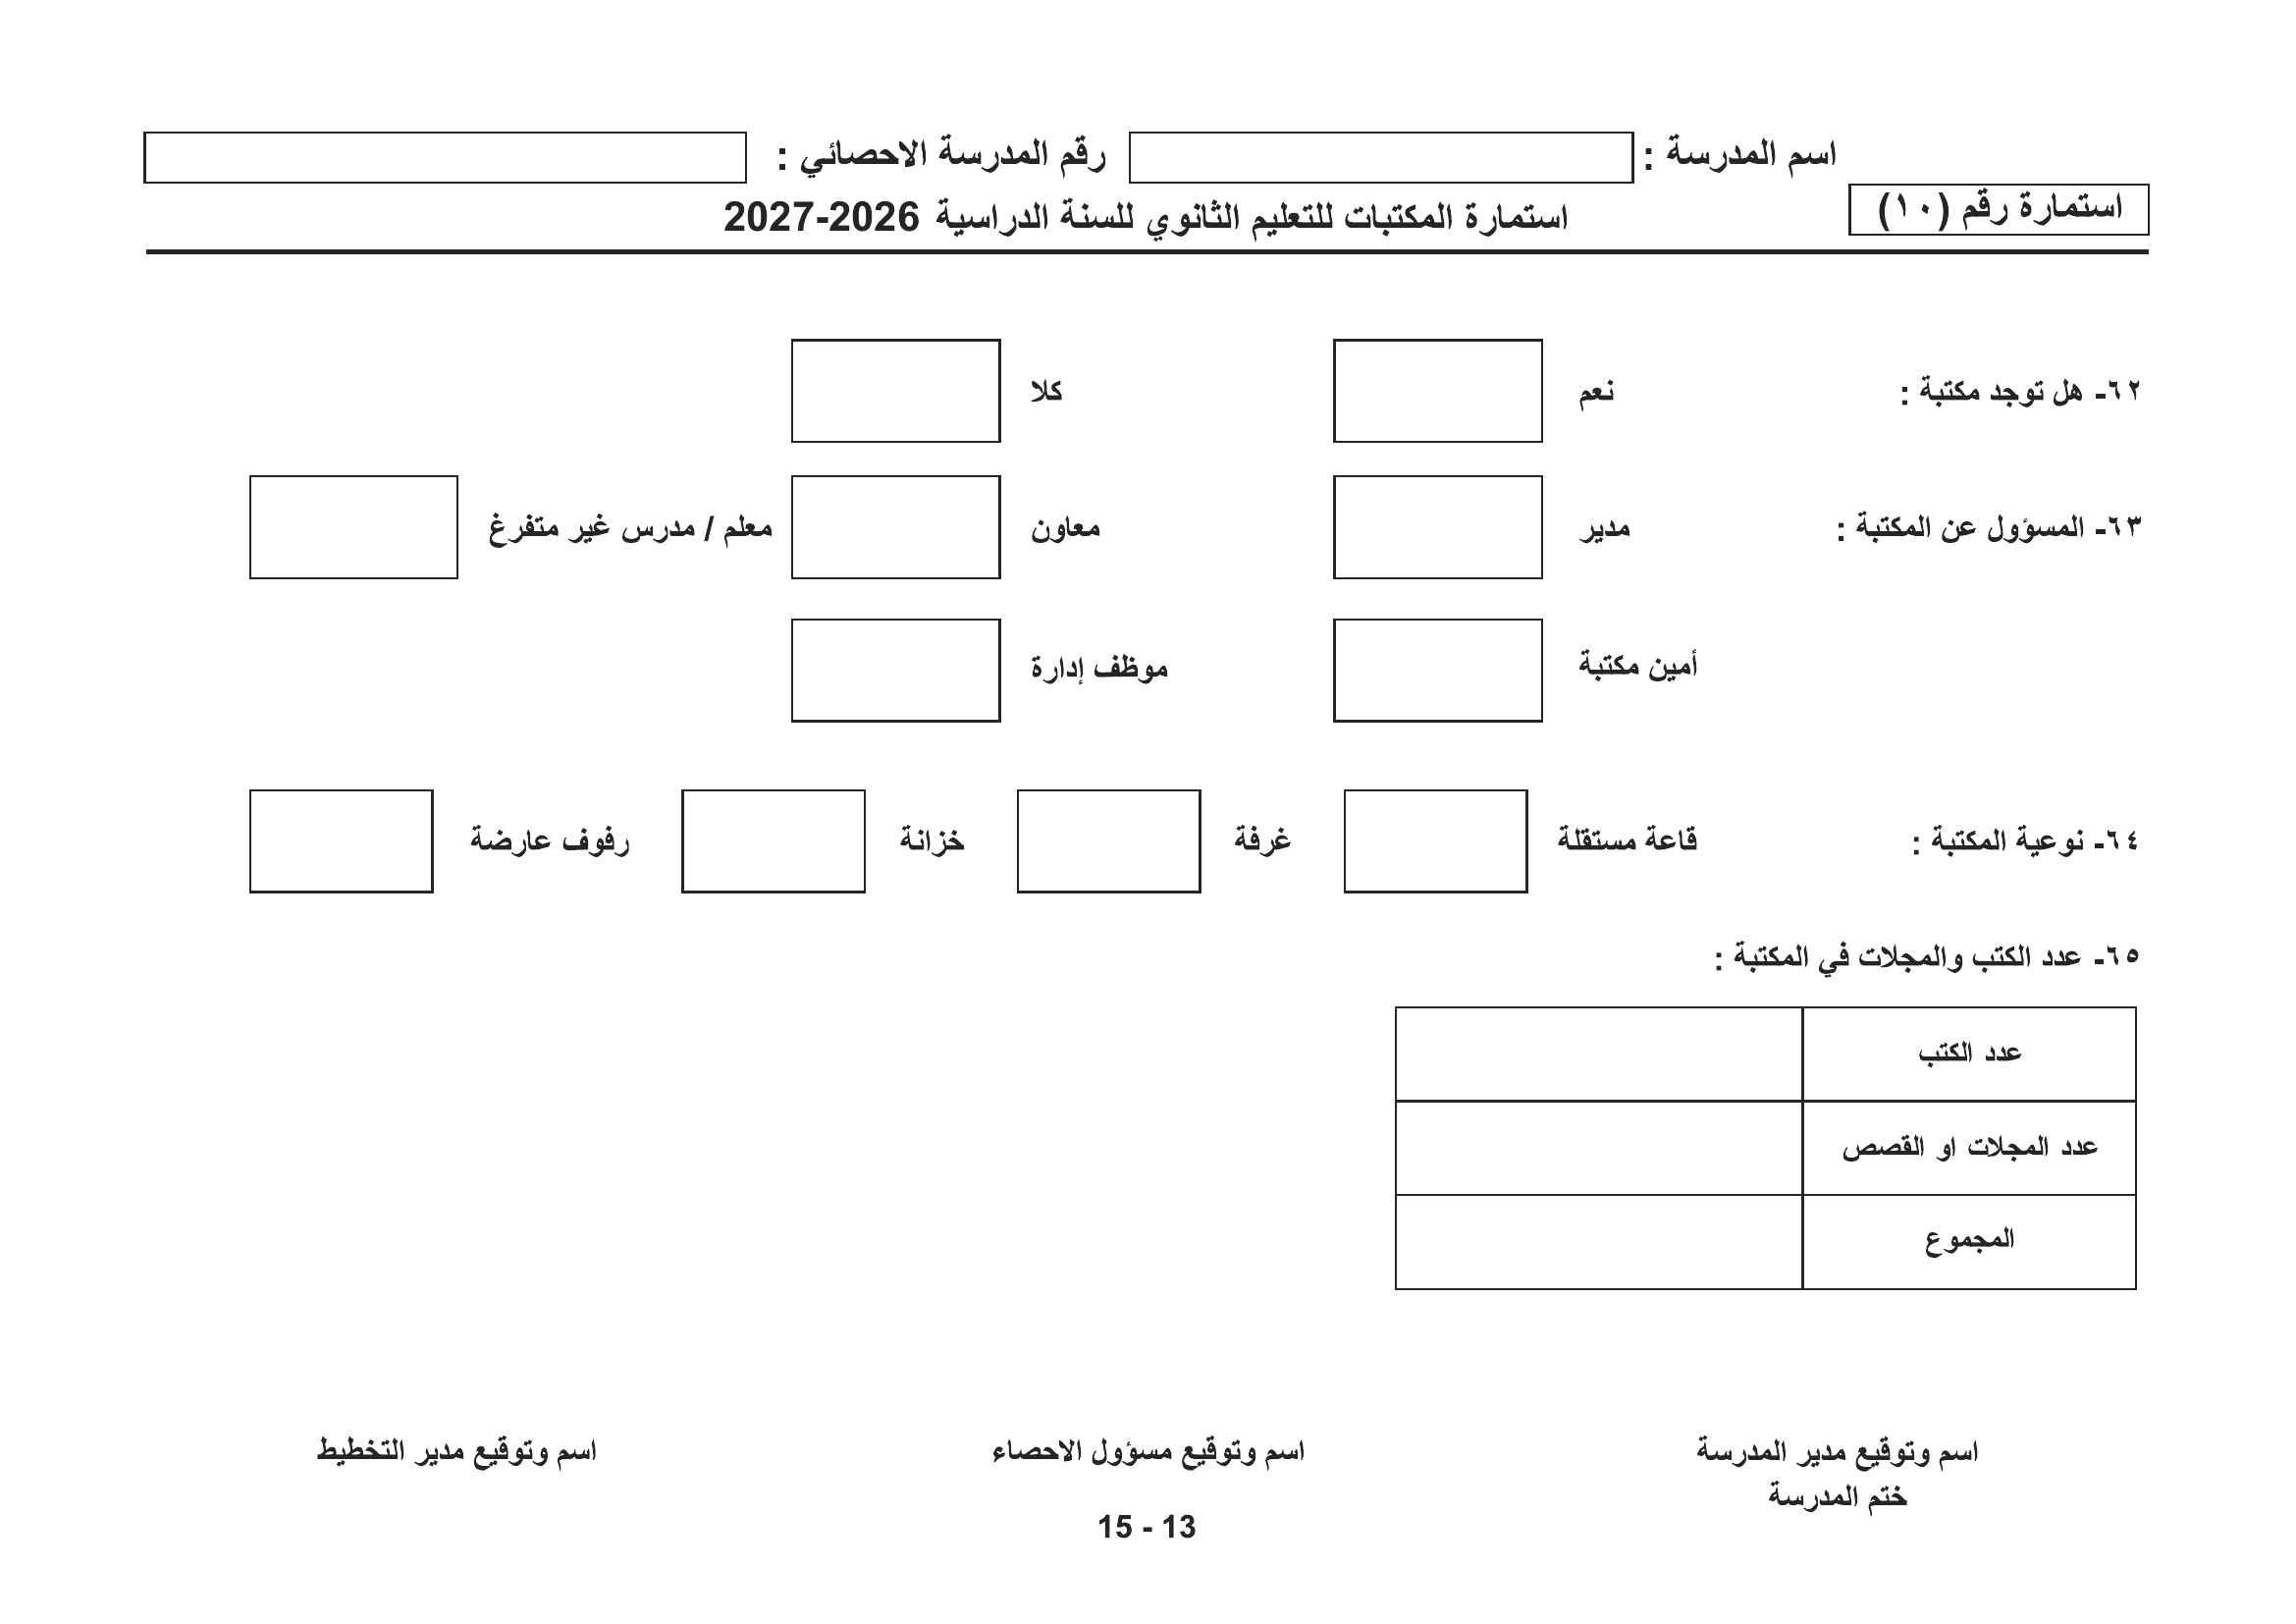 اسم المدرسة : رقم المدرسة الاحصائي :
استمارة رقم (١٠)
استمارة المكتبات للتعليم الثانوي للسنة الدراسية 2026-2027
٦٢- هل توجد مكتبة : نعم كلا
٦٣- المسؤول عن المكتبة : مدير معاون معلم / مدرس غير متفرغ
أمين مكتبة موظف إدارة
٦٤- نوعية المكتبة : قاعة مستقلة غرفة خزانة رفوف عارضة
٦٥- عدد الكتب والمجلات في المكتبة :
عدد الكتب
عدد المجلات او القصص
المجموع
اسم وتوقيع مدير المدرسة اسم وتوقيع مسؤول الاحصاء اسم وتوقيع مدير التخطيط
ختم المدرسة
13 - 15